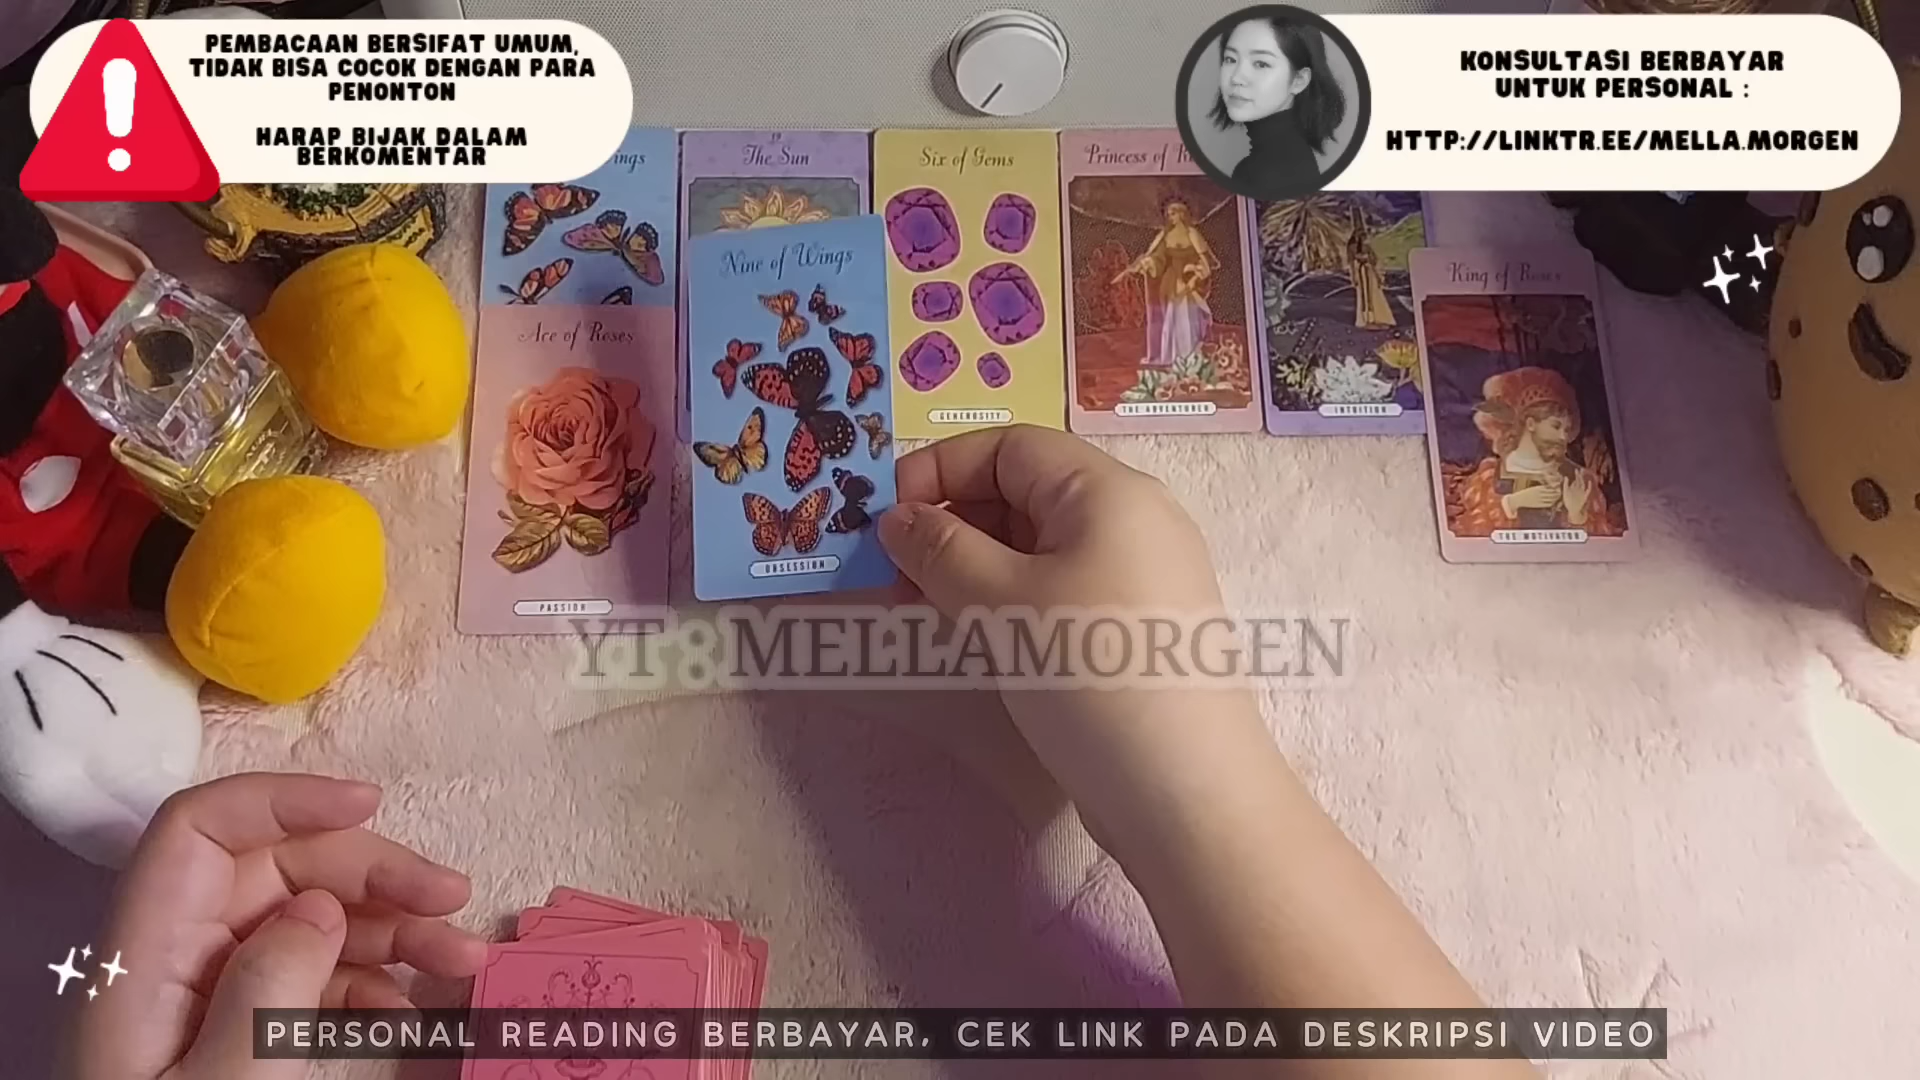 PEMBACAAN BERSIFAT UMUM,
TIDAK BISA COCOK DENGAN PARA
PENONTON
HARAP BIJAK DALAM
BERKOMENTAR
KONSULTASI BERBAYAR
UNTUK PERSONAL :
HTTP://LINKTR.EE/MELLA.MORGEN
19
The Sun
Six of Gems
Princess of
Nine of Wings
King of Roses
Ace of Roses
GENEROSITY
THE ADVENTURER
INTUITION
THE MOTIVATOR
OBSESSION
PASSION
YT : MELLAMORGEN
PERSONAL READING BERBAYAR, CEK LINK PADA DESKRIPSI VIDEO